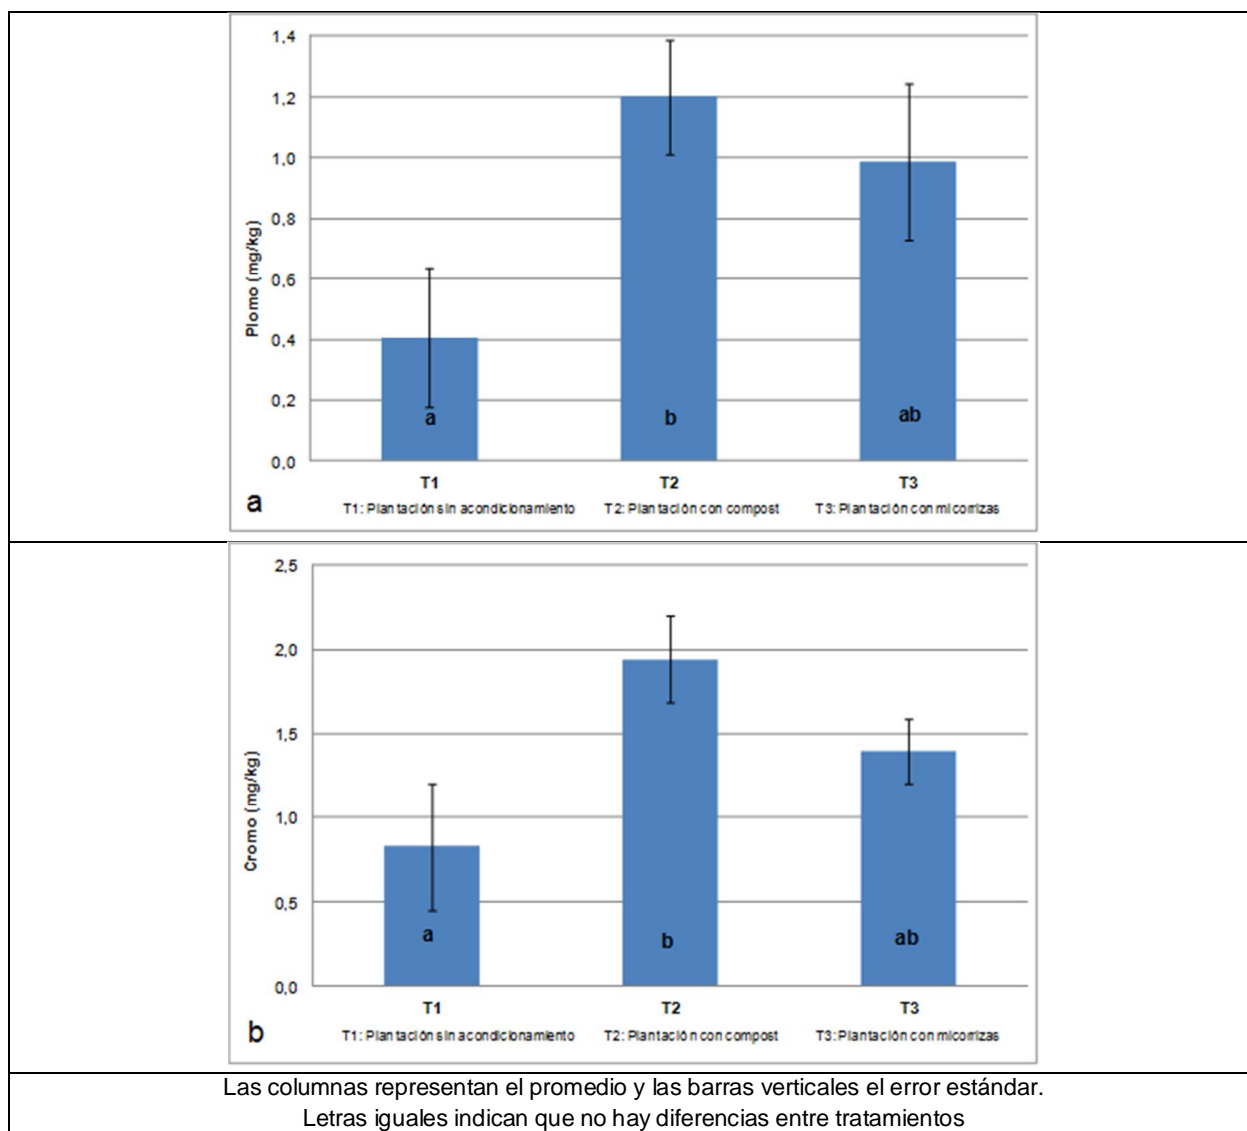 1,4
1,2
1,0
0,8
0,6
0,4
0,2
0,0
Plomo (mg/kg)
a b ab
T1 T2 T3
a T1: Plantación sin acondicionamiento T2: Plantación con compost T3: Plantación con micorrizas
2,5
2,0
1,5
1,0
0,5
0,0
Cromo (mg/kg)
a b ab
T1 T2 T3
b T1: Plantación sin acondicionamiento T2: Plantación con compost T3: Plantación con micorrizas
Las columnas representan el promedio y las barras verticales el error estándar.
Letras iguales indican que no hay diferencias entre tratamientos